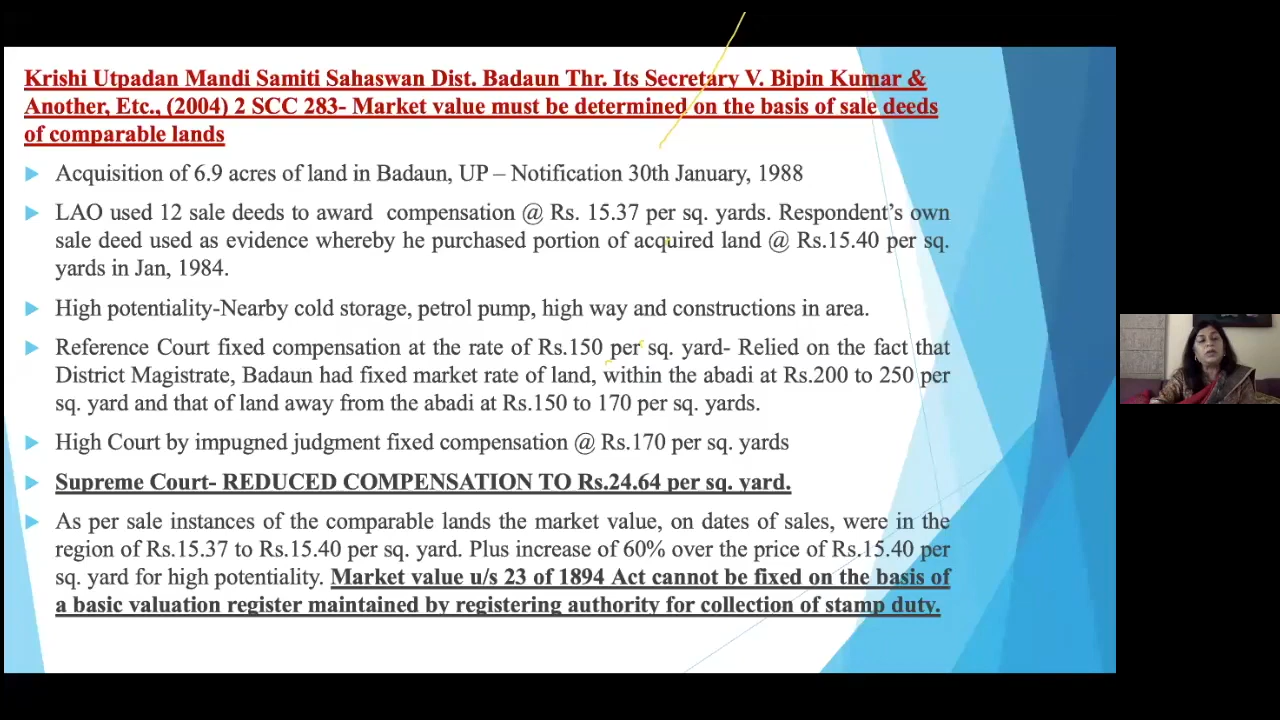 Krishi Utpadan Mandi Samiti Sahaswan Dist. Badaun Thr. Its Secretary V. Bipin Kumar &
Another, Etc., (2004) 2 SCC 283- Market value must be determined on the basis of sale deeds
of comparable lands
Acquisition of 6.9 acres of land in Badaun, UP – Notification 30th January, 1988
LAO used 12 sale deeds to award compensation @ Rs. 15.37 per sq. yards. Respondent’s own
sale deed used as evidence whereby he purchased portion of acquired land @ Rs.15.40 per sq.
yards in Jan, 1984.
High potentiality-Nearby cold storage, petrol pump, high way and constructions in area.
Reference Court fixed compensation at the rate of Rs.150 per sq. yard- Relied on the fact that
District Magistrate, Badaun had fixed market rate of land, within the abadi at Rs.200 to 250 per
sq. yard and that of land away from the abadi at Rs.150 to 170 per sq. yards.
High Court by impugned judgment fixed compensation @ Rs.170 per sq. yards
Supreme Court- REDUCED COMPENSATION TO Rs.24.64 per sq. yard.
As per sale instances of the comparable lands the market value, on dates of sales, were in the
region of Rs.15.37 to Rs.15.40 per sq. yard. Plus increase of 60% over the price of Rs.15.40 per
sq. yard for high potentiality. Market value u/s 23 of 1894 Act cannot be fixed on the basis of
a basic valuation register maintained by registering authority for collection of stamp duty.